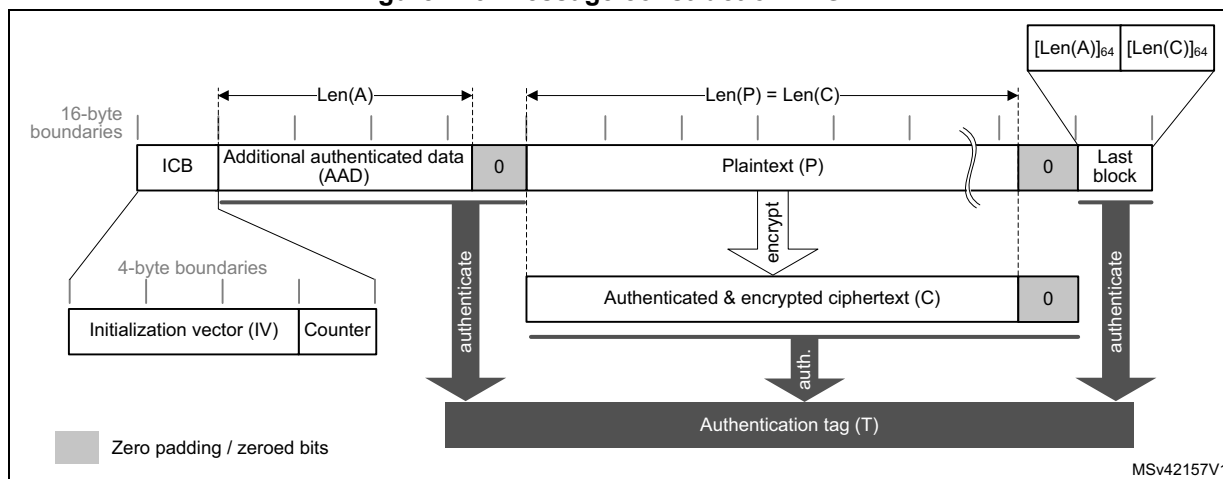 [Len(A)]64 [Len(C)]64
Len(A)
Len(P) = Len(C)
16-byte
boundaries
ICB
Additional authenticated data
(AAD)
0
Plaintext (P)
0
Last
block
encrypt
4-byte boundaries
Initialization vector (IV)
Counter
authenticate
Authenticated & encrypted ciphertext (C)
0
auth.
authenticate
Authentication tag (T)
Zero padding / zeroed bits
MSv42157V1